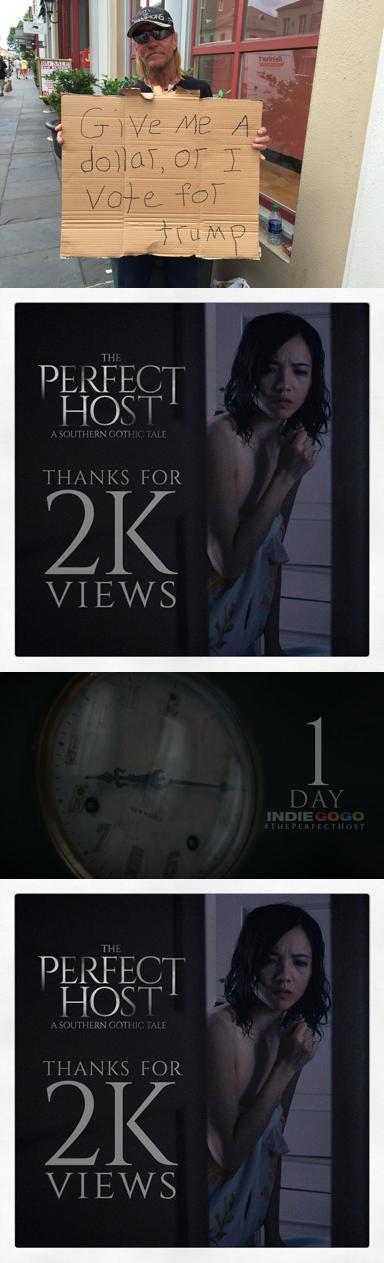 CHAMPIONS
Give me A
dollar, or I
vote for
trump
THE
PERFECT
HOST
A SOUTHERN GOTHIC TALE
THANKS FOR
2K
VIEWS
1
DAY
INDIEGOGO
#THEPERFECTHOST
THE
PERFECT
HOST
A SOUTHERN GOTHIC TALE
THANKS FOR
2K
VIEWS